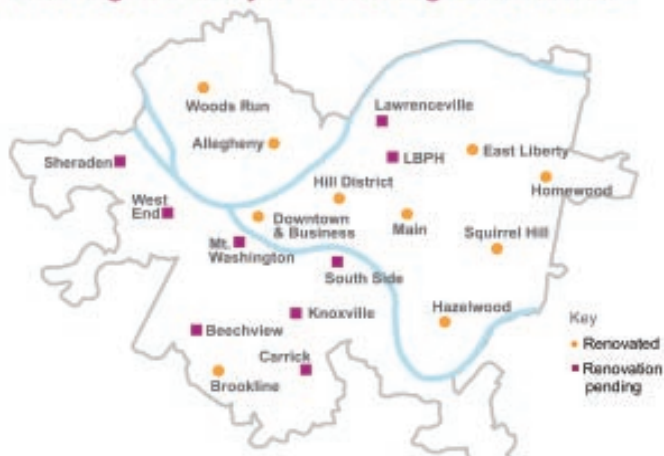 Lawrenceville
Woods Run
Allegheny
East Liberty
LBPH
Sheraden
Hill District
Homewood
West
End
Downtown
& Business
Main
Squirrel Hill
Mt.
Washington
South Side
Hazelwood
Knoxville
Key
Beechview
Renovated
Carrick
Renovation
pending
Brookline